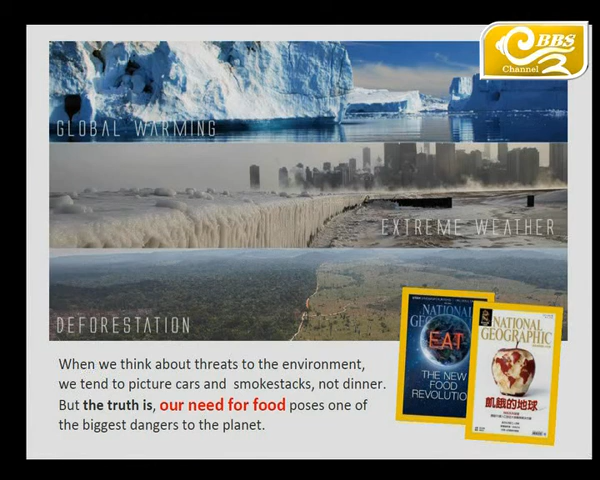 BBS
Channel 2
GLOBAL WARMING
EXTREME WEATHER
DEFORESTATION
NATIONAL
EAT
THE NEW
FOOD
NATIONAL
GEOGRAPHIC
飢餓的地球
When we think about threats to the environment,
we tend to picture cars and smokestacks, not dinner.
But the truth is, our need for food poses one of
the biggest dangers to the planet.